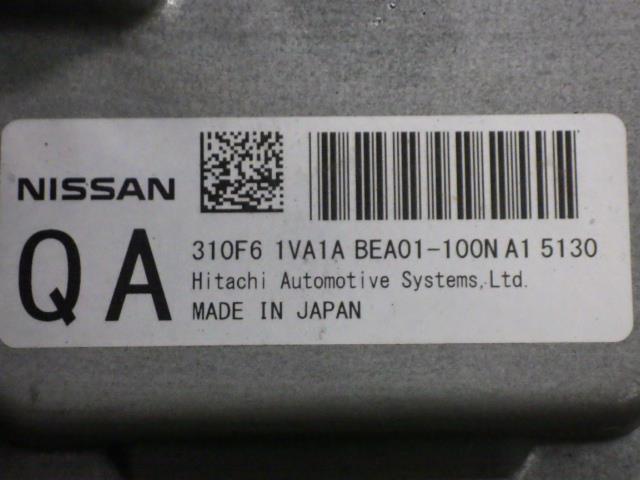 NISSAN
QA
310F6 1VA1A BEA01-100N A1 5130
Hitachi Automotive Systems,Ltd.
MADE IN JAPAN